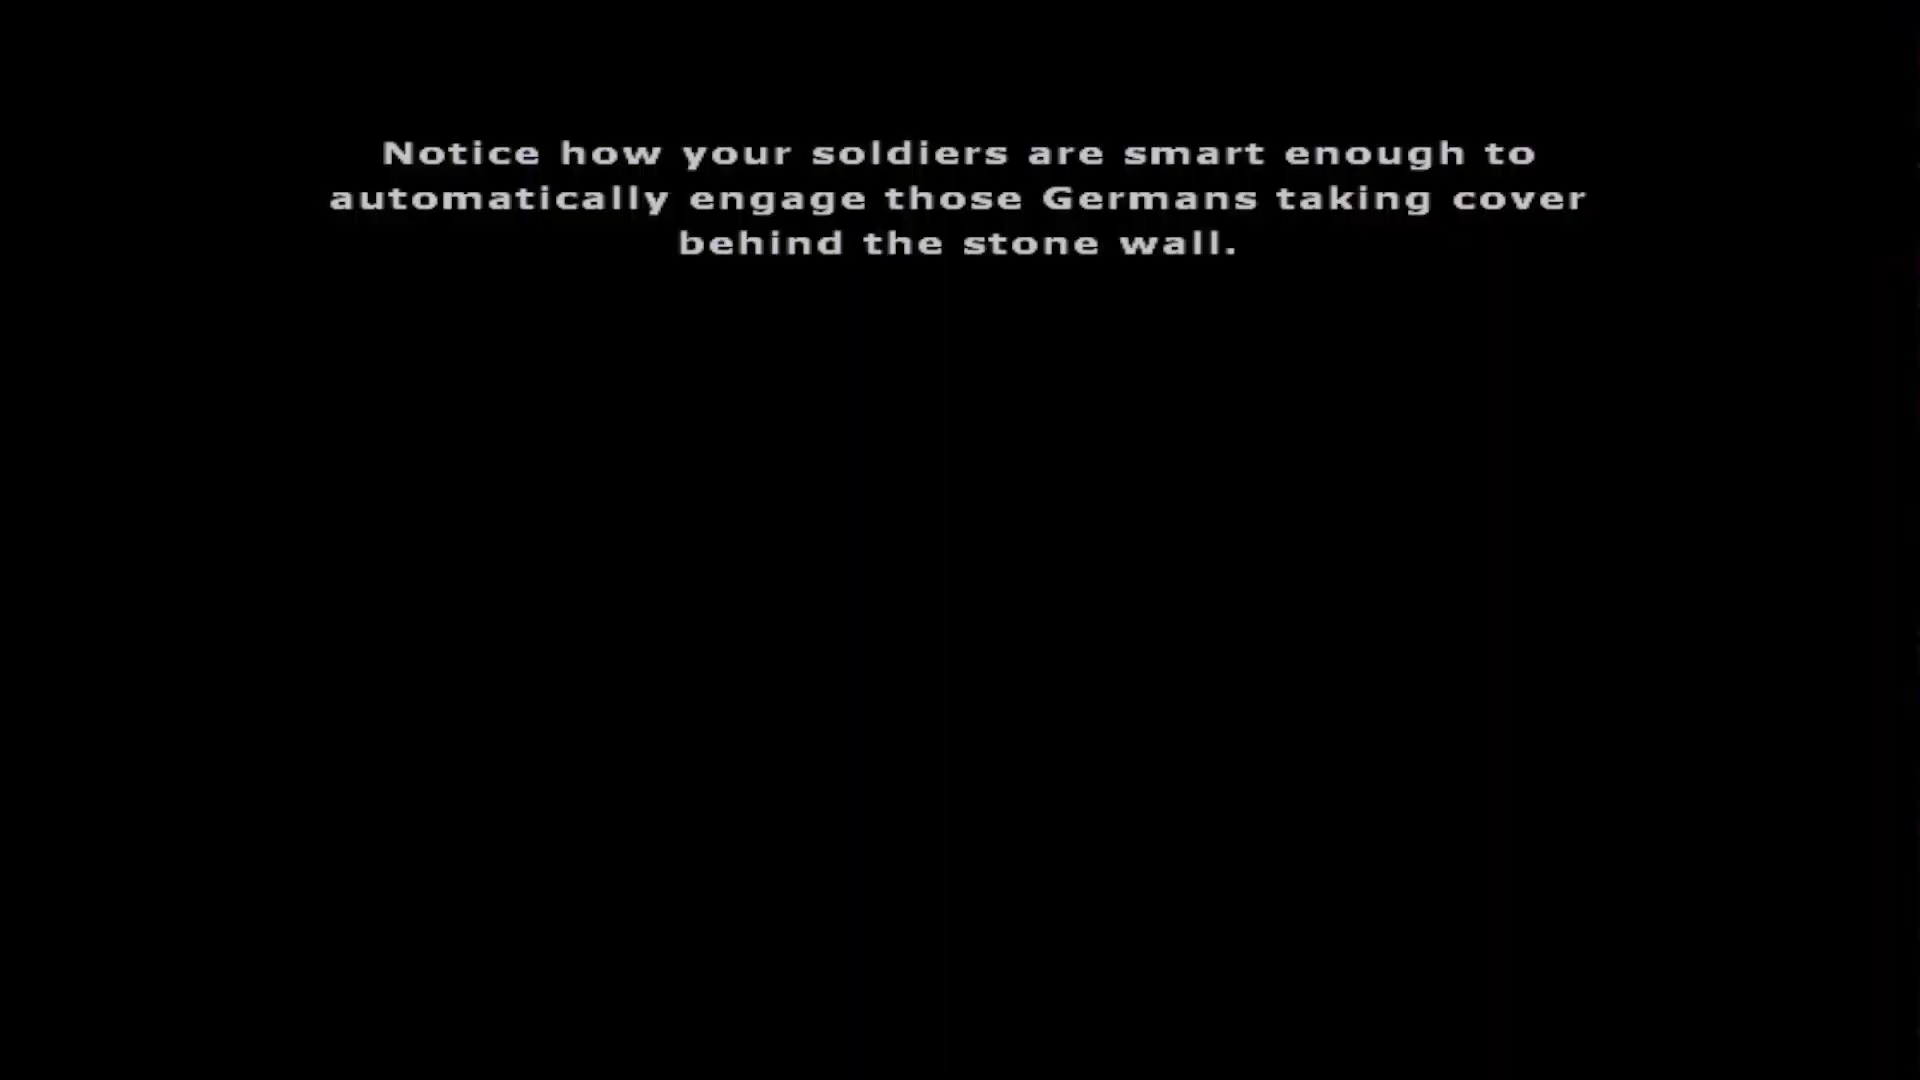 Notice how your soldiers are smart enough to
automatically engage those Germans taking cover
behind the stone wall.